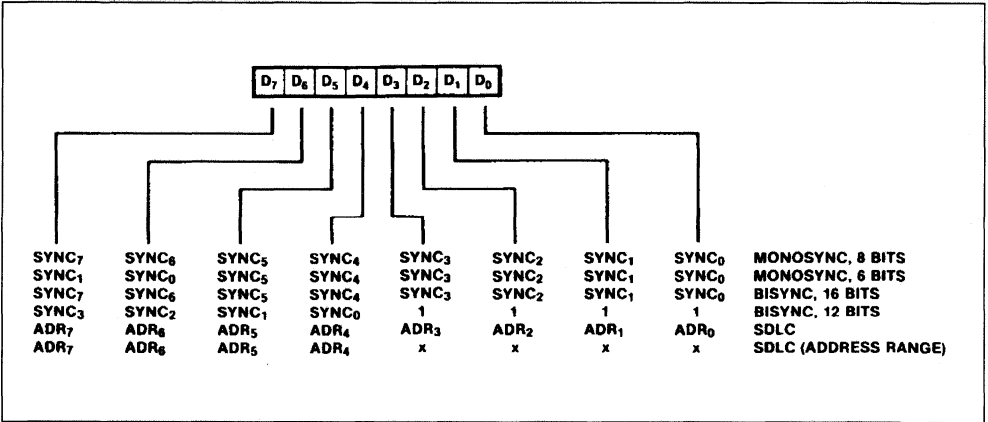 D₇ D₆ D₅ D₄ D₃ D₂ D₁ D₀
SYNC₇ SYNC₆ SYNC₅ SYNC₄ SYNC₃ SYNC₂ SYNC₁ SYNC₀ MONOSYNC, 8 BITS
SYNC₁ SYNC₀ SYNC₅ SYNC₄ SYNC₃ SYNC₂ SYNC₁ SYNC₀ MONOSYNC, 6 BITS
SYNC₇ SYNC₆ SYNC₅ SYNC₄ SYNC₃ SYNC₂ SYNC₁ SYNC₀ BISYNC, 16 BITS
SYNC₃ SYNC₂ SYNC₁ SYNC₀ 1 1 1 1 BISYNC, 12 BITS
ADR₇ ADR₆ ADR₅ ADR₄ ADR₃ ADR₂ ADR₁ ADR₀ SDLC
ADR₇ ADR₆ ADR₅ ADR₄ x x x x SDLC (ADDRESS RANGE)